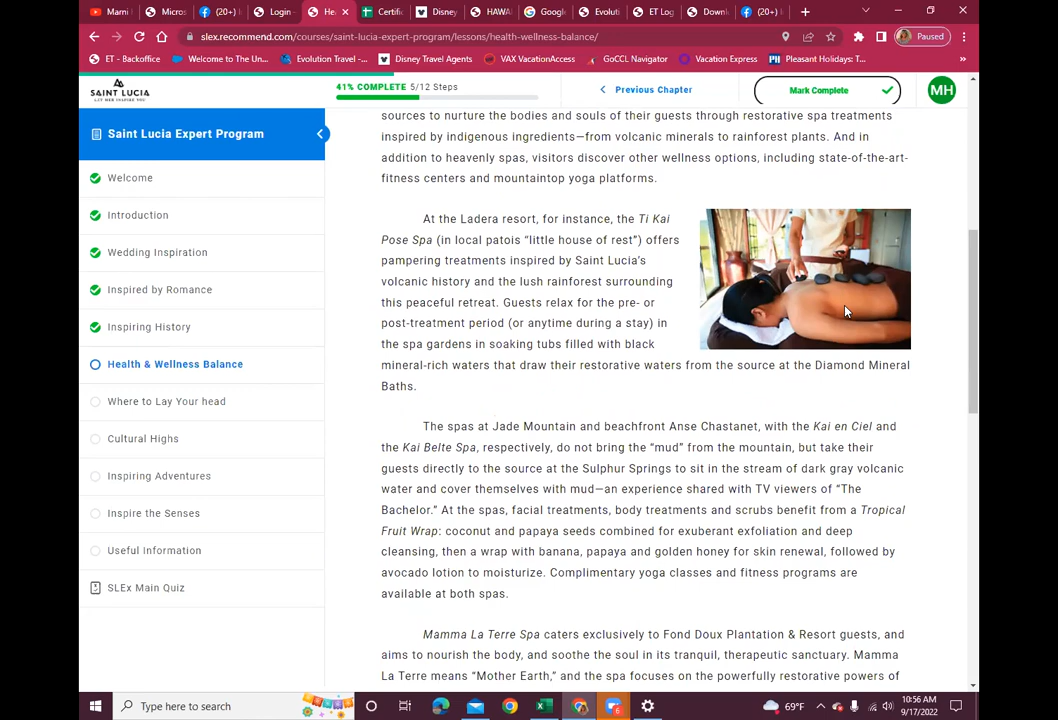 Marni
Micros
(20+)
Login -
He
Certific
Disney
HAWAI
Google
Evoluti
ET Log
Downl
(20+)
slex.recommend.com/courses/saint-lucia-expert-program/lessons/health-wellness-balance/
Paused
ET - Backoffice
Welcome to The Un...
Evolution Travel -...
Disney Travel Agents
VAX VacationAccess
GoCCL Navigator
Vacation Express
Pleasant Holidays: T...
SAINT LUCIA
LET HER INSPIRE YOU
41% COMPLETE 5/12 Steps
Previous Chapter
Mark Complete
MH
Saint Lucia Expert Program
Welcome
Introduction
Wedding Inspiration
Inspired by Romance
Inspiring History
Health & Wellness Balance
Where to Lay Your head
Cultural Highs
Inspiring Adventures
Inspire the Senses
Useful Information
SLEx Main Quiz
sources to nurture the bodies and souls of their guests through restorative spa treatments
inspired by indigenous ingredients—from volcanic minerals to rainforest plants. And in
addition to heavenly spas, visitors discover other wellness options, including state-of-the-art-
fitness centers and mountaintop yoga platforms.
At the Ladera resort, for instance, the Ti Kai
Pose Spa (in local patois “little house of rest”) offers
pampering treatments inspired by Saint Lucia’s
volcanic history and the lush rainforest surrounding
this peaceful retreat. Guests relax for the pre- or
post-treatment period (or anytime during a stay) in
the spa gardens in soaking tubs filled with black
mineral-rich waters that draw their restorative waters from the source at the Diamond Mineral
Baths.
The spas at Jade Mountain and beachfront Anse Chastanet, with the Kai en Ciel and
the Kai Belte Spa, respectively, do not bring the “mud” from the mountain, but take their
guests directly to the source at the Sulphur Springs to sit in the stream of dark gray volcanic
water and cover themselves with mud—an experience shared with TV viewers of “The
Bachelor.” At the spas, facial treatments, body treatments and scrubs benefit from a Tropical
Fruit Wrap: coconut and papaya seeds combined for exuberant exfoliation and deep
cleansing, then a wrap with banana, papaya and golden honey for skin renewal, followed by
avocado lotion to moisturize. Complimentary yoga classes and fitness programs are
available at both spas.
Mamma La Terre Spa caters exclusively to Fond Doux Plantation & Resort guests, and
aims to nourish the body, and soothe the soul in its tranquil, therapeutic sanctuary. Mamma
La Terre means “Mother Earth,” and the spa focuses on the powerfully restorative powers of
Type here to search
69°F
10:56 AM
9/17/2022